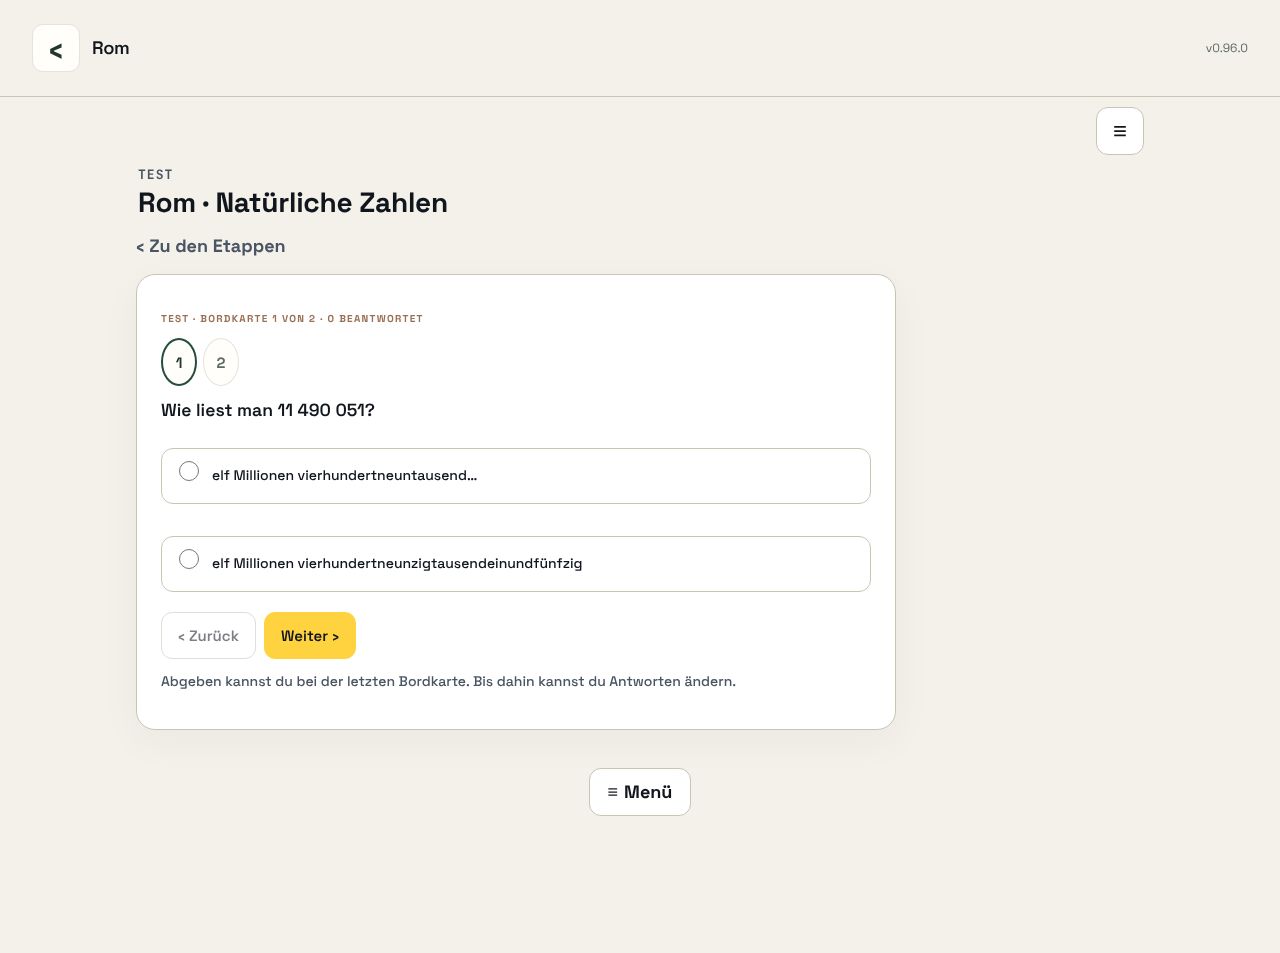 < Rom
v0.96.0
≡
TEST
Rom · Natürliche Zahlen
< Zu den Etappen
TEST · BORDKARTE 1 VON 2 · 0 BEANTWORTET
1 2
Wie liest man 11 490 051?
elf Millionen vierhundertneuntausend…
elf Millionen vierhundertneunzigtausendeinundfünfzig
< Zurück Weiter >
Abgeben kannst du bei der letzten Bordkarte. Bis dahin kannst du Antworten ändern.
≡ Menü